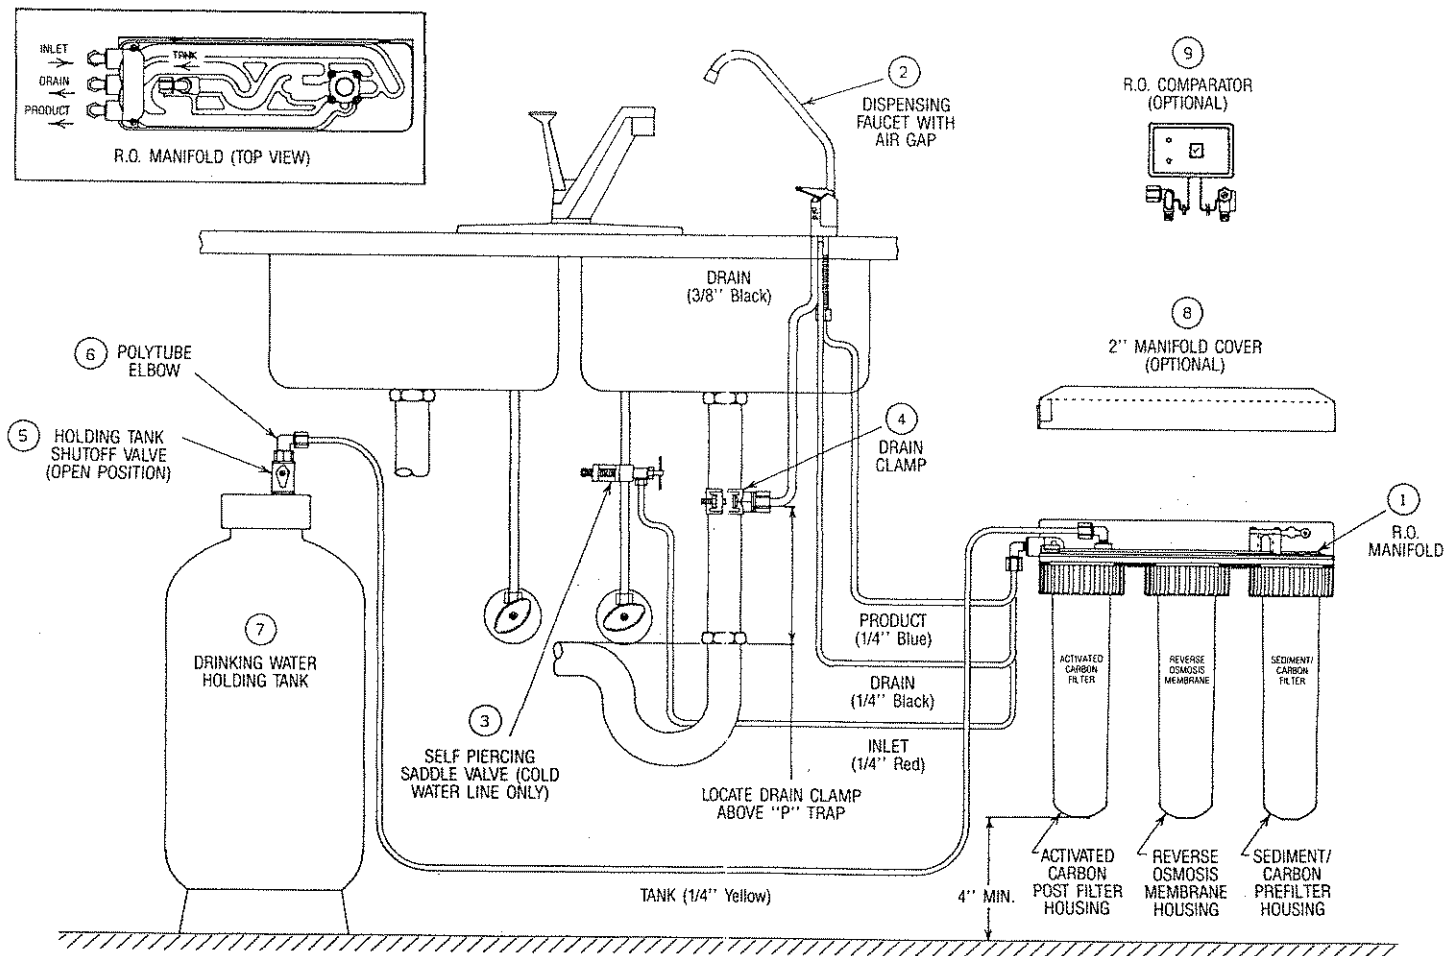 INLET
TANK
DRAIN
PRODUCT
R.O. MANIFOLD (TOP VIEW)
2
DISPENSING
FAUCET WITH
AIR GAP
9
R.O. COMPARATOR
(OPTIONAL)
DRAIN
(3/8'' Black)
8
2'' MANIFOLD COVER
(OPTIONAL)
6
POLYTUBE
ELBOW
5
HOLDING TANK
SHUTOFF VALVE
(OPEN POSITION)
4
DRAIN
CLAMP
1
R.O.
MANIFOLD
7
DRINKING WATER
HOLDING TANK
PRODUCT
(1/4'' Blue)
DRAIN
(1/4'' Black)
INLET
(1/4'' Red)
ACTIVATED
CARBON
FILTER
REVERSE
OSMOSIS
MEMBRANE
SEDIMENT/
CARBON
FILTER
3
SELF PIERCING
SADDLE VALVE (COLD
WATER LINE ONLY)
LOCATE DRAIN CLAMP
ABOVE "P" TRAP
TANK (1/4'' Yellow)
4'' MIN.
ACTIVATED
CARBON
POST FILTER
HOUSING
REVERSE
OSMOSIS
MEMBRANE
HOUSING
SEDIMENT/
CARBON
PREFILTER
HOUSING